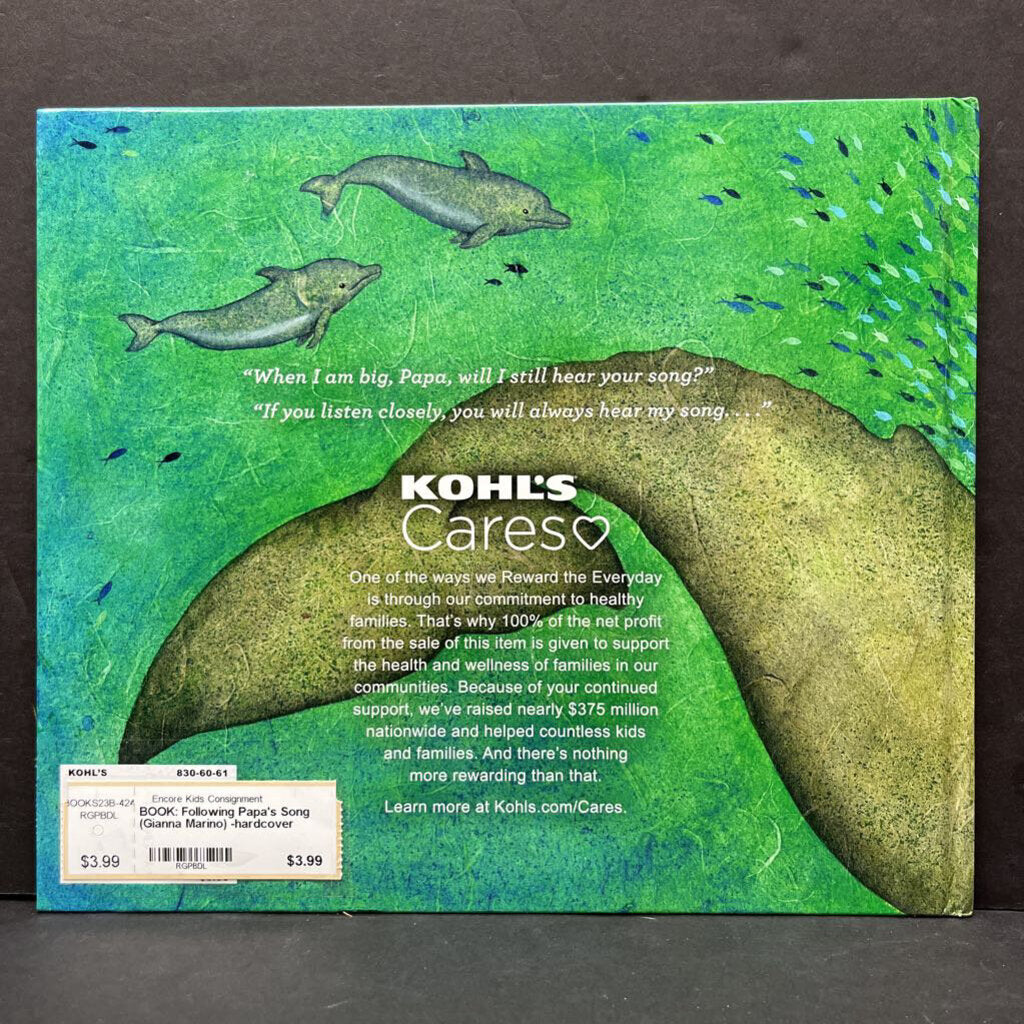 “When I am big, Papa, will I still hear your song?”
“If you listen closely, you will always hear my song. . . .”
KOHL'S
Cares
One of the ways we Reward the Everyday
is through our commitment to healthy
families. That’s why 100% of the net profit
from the sale of this item is given to support
the health and wellness of families in our
communities. Because of your continued
support, we’ve raised nearly $375 million
nationwide and helped countless kids
and families. And there’s nothing
more rewarding than that.
Learn more at Kohls.com/Cares.
KOHL'S 830-60-61
BOOKS23B-424
RGPBDL
$3.99
Encore Kids Consignment
BOOK: Following Papa's Song
(Gianna Marino) -hardcover
RGPBDL
$3.99